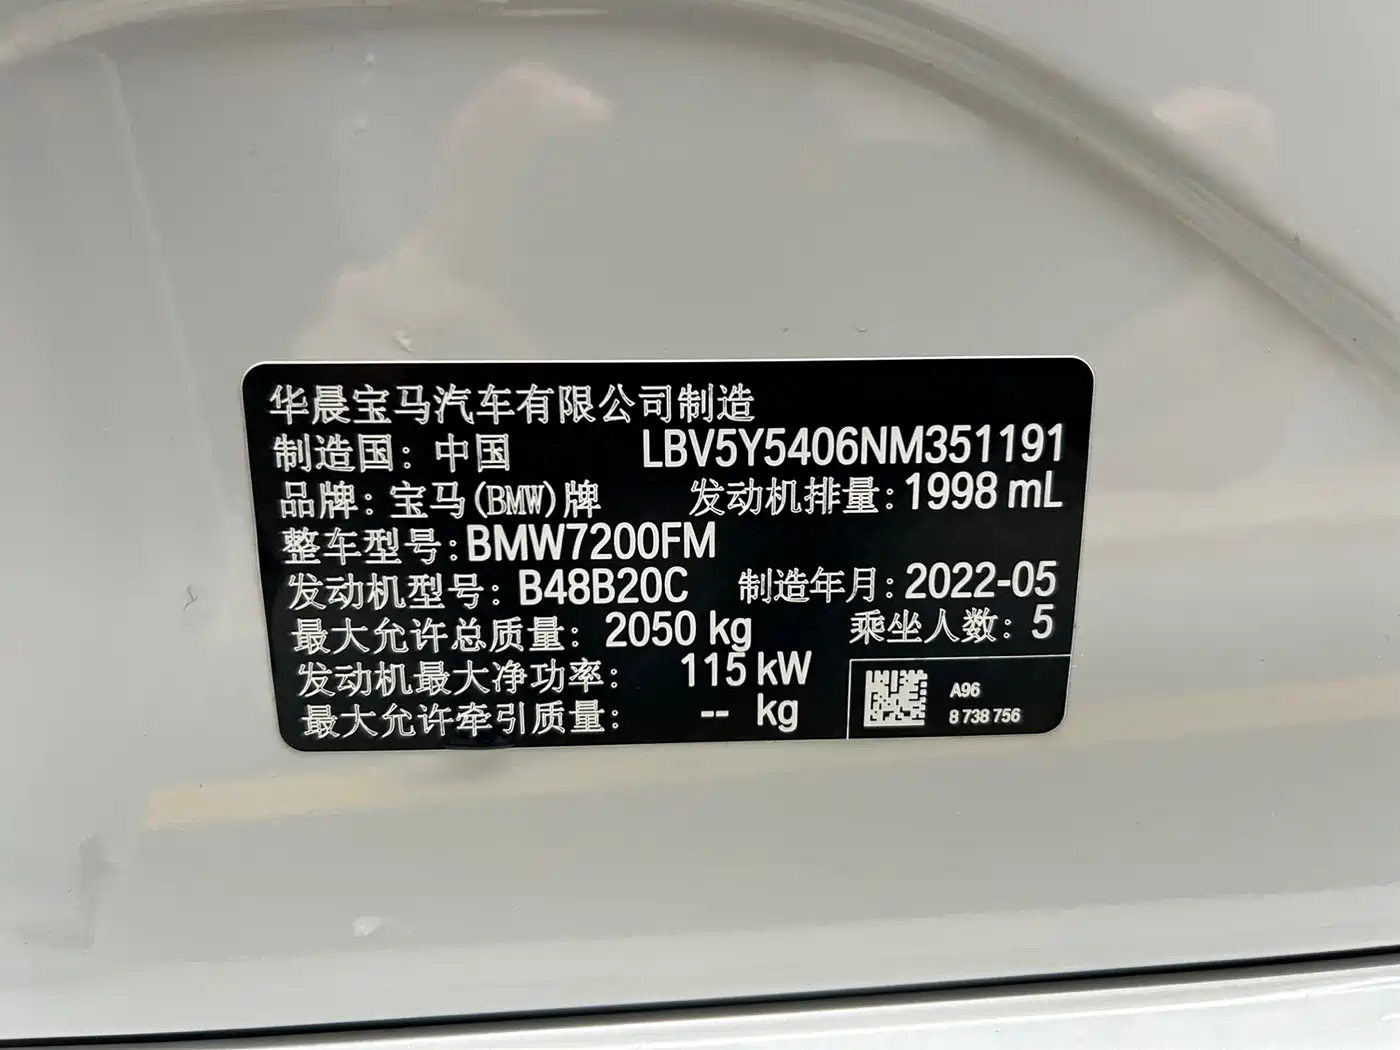 华晨宝马汽车有限公司制造
制造国：中国 LBV5Y5406NM351191
品牌：宝马(BMW)牌 发动机排量：1998 mL
整车型号：BMW7200FM
发动机型号：B48B20C 制造年月：2022-05
最大允许总质量：2050 kg 乘坐人数：5
发动机最大净功率：115 kW
最大允许牵引质量：-- kg
A96
8 738 756